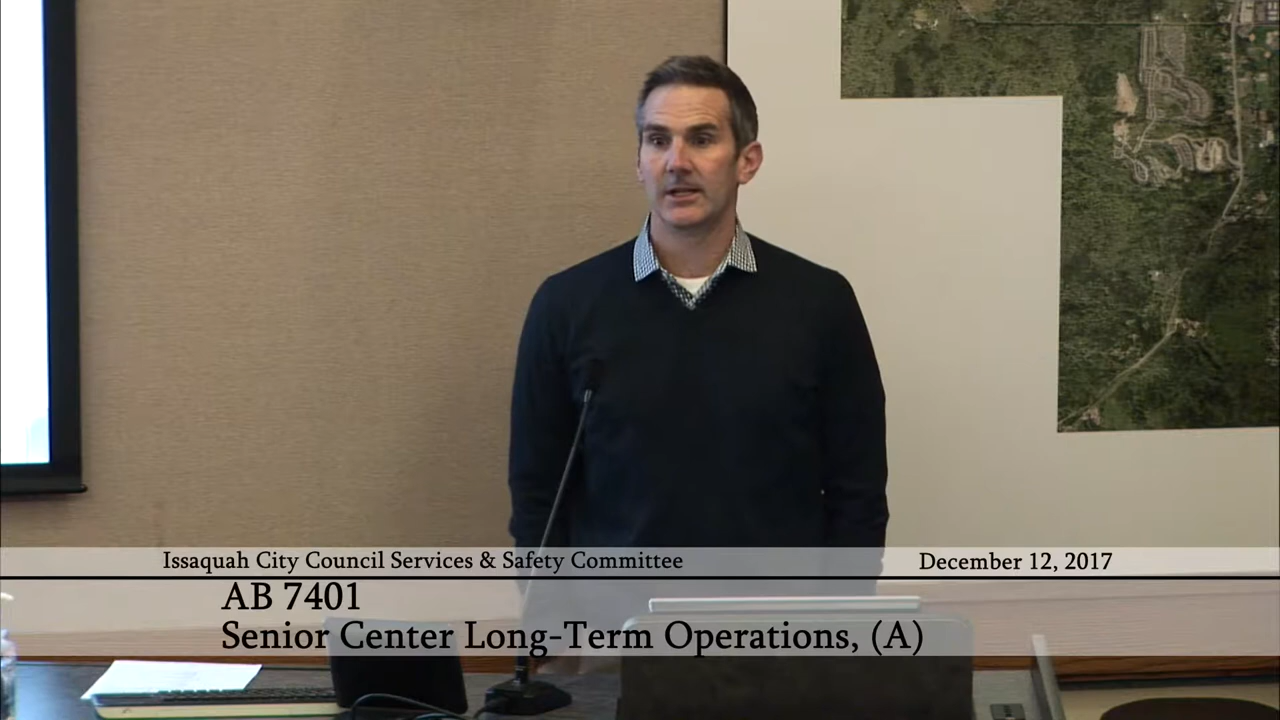 Issaquah City Council Services & Safety Committee
December 12, 2017
AB 7401
Senior Center Long-Term Operations, (A)